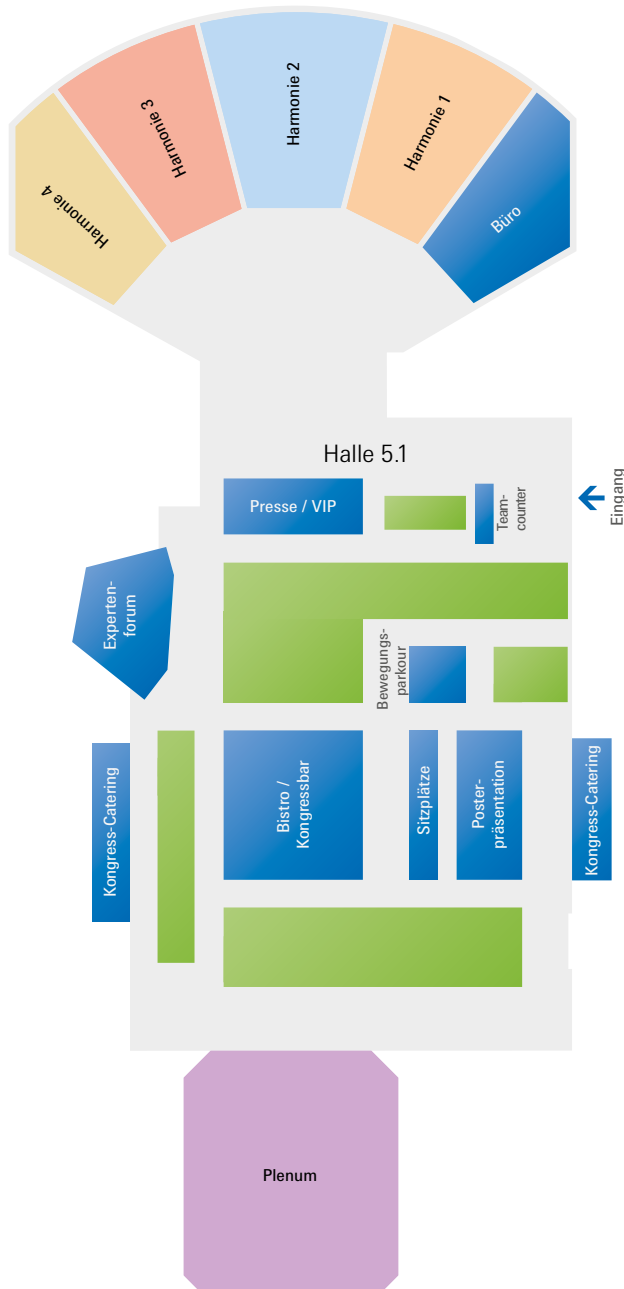 Harmonie 2
Harmonie 3
Harmonie 1
Harmonie 4
Büro
Halle 5.1
Presse / VIP
Team-
counter
Eingang
Experten-
forum
Bewegungs-
parkour
Kongress-Catering
Bistro /
Kongressbar
Sitzplätze
Poster-
präsentation
Kongress-Catering
Plenum